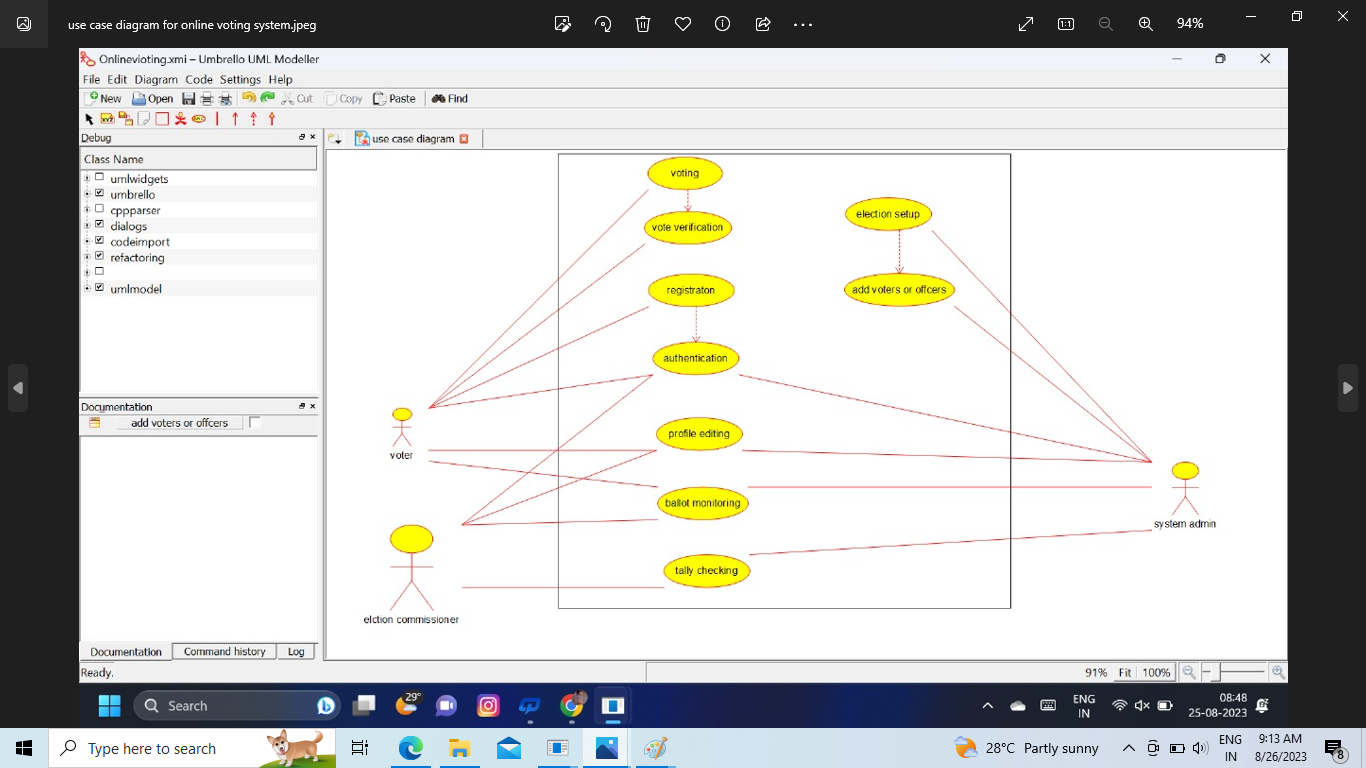 use case diagram for online voting system.jpeg
1:1
94%
Onlinevioting.xmi – Umbrello UML Modeller
File Edit Diagram Code Settings Help
New Open Cut Copy Paste Find
Debug
use case diagram
Class Name
umlwidgets
umbrello
cppparser
dialogs
codeimport
refactoring
umlmodel
Documentation
add voters or offcers
voting
vote verification
election setup
registraton
add voters or offcers
authentication
profile editing
voter
ballot monitoring
system admin
tally checking
elction commissioner
Documentation Command history Log
Ready.
91% Fit 100%
Search
29°
ENG
IN
08:48
25-08-2023
Type here to search
28°C Partly sunny
ENG
IN
9:13 AM
8/26/2023
8